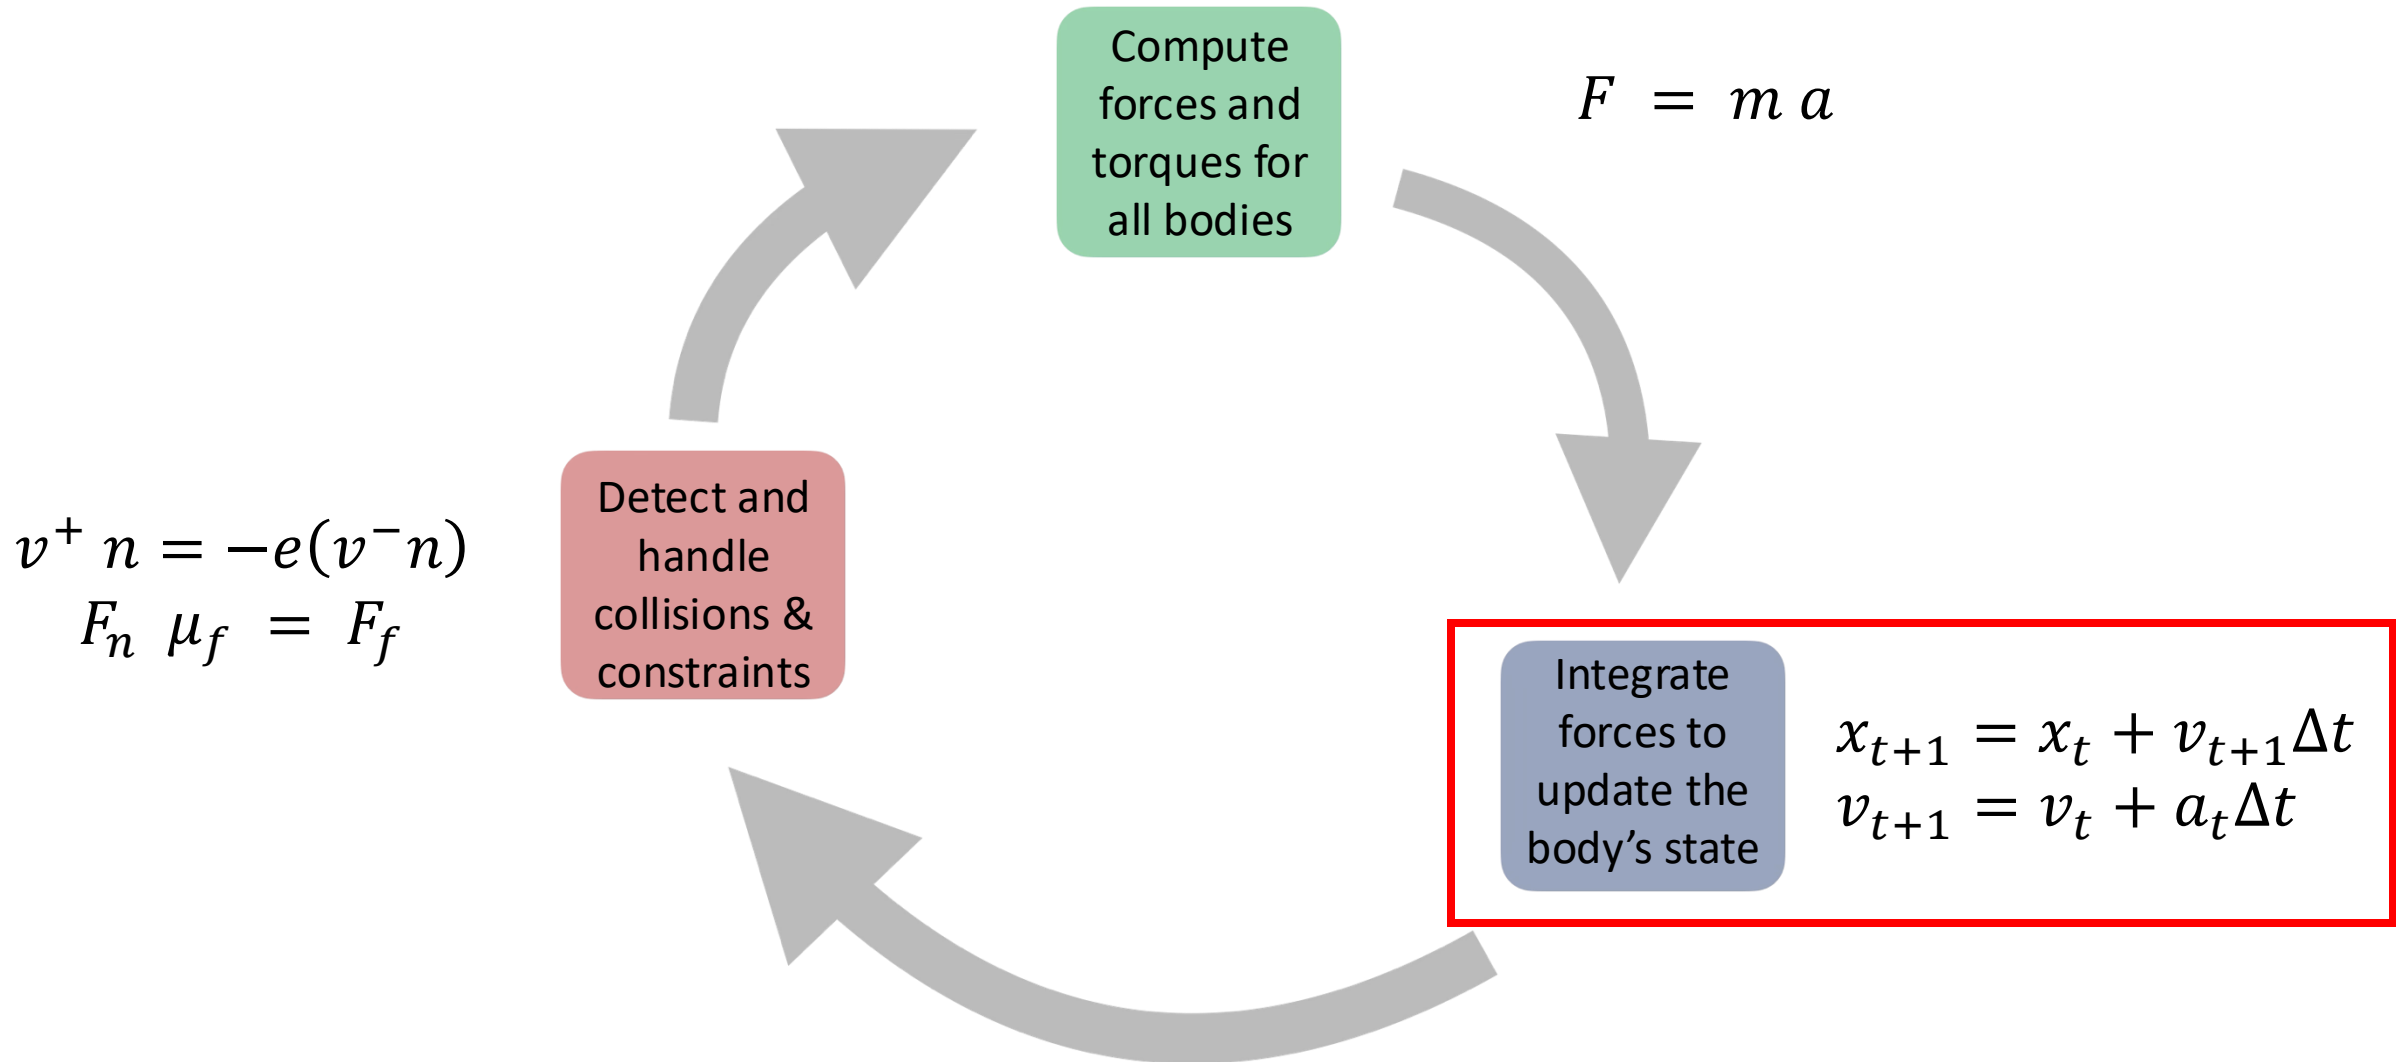 Compute
forces and
torques for
all bodies
F = m a
Detect and
handle
collisions &
constraints
v⁺ n = −e(v⁻n)
Fₙ μ_f = F_f
Integrate
forces to
update the
body’s state
x_{t+1} = x_t + v_{t+1}Δt
v_{t+1} = v_t + a_tΔt